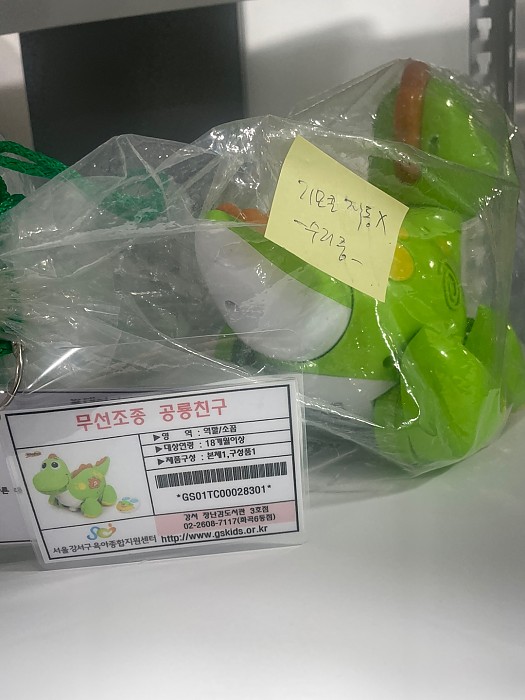 리모콘 작동X
-수리중-
무선조종 공룡친구
▶영 역 : 역할/소꿉
▶대상연령 : 18개월이상
▶제품구성 : 본체1,구성품1
*GS01TC00028301*
강서 장난감도서관 3호점
02-2608-7117(화곡6동점)
서울강서구육아종합지원센터 http://www.gskids.or.kr